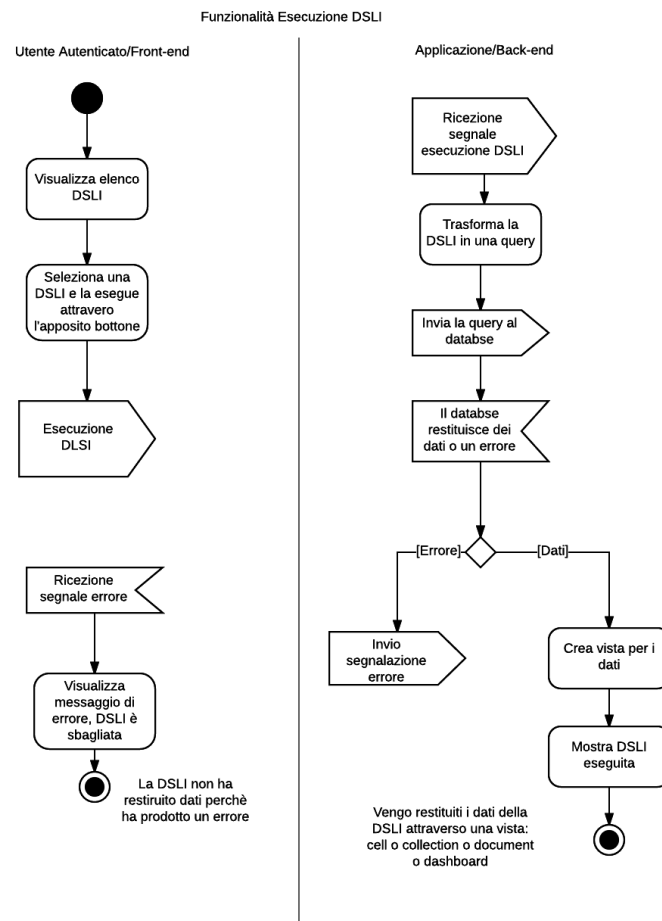 Funzionalità Esecuzione DSLI
Utente Autenticato/Front-end
Visualizza elenco
DSLI
Seleziona una
DSLI e la esegue
attravero
l'apposito bottone
Esecuzione
DLSI
Ricezione
segnale errore
Visualizza
messaggio di
errore, DSLI è
sbagliata
La DSLI non ha
restiruito dati perchè
ha prodotto un errore
Applicazione/Back-end
Ricezione
segnale
esecuzione DSLI
Trasforma la
DSLI in una query
Invia la query al
databse
Il databse
restituisce dei
dati o un errore
[Errore]
[Dati]
Invio
segnalazione
errore
Crea vista per i
dati
Mostra DSLI
eseguita
Vengo restituiti i dati della
DSLI attraverso una vista:
cell o collection o document
o dashboard